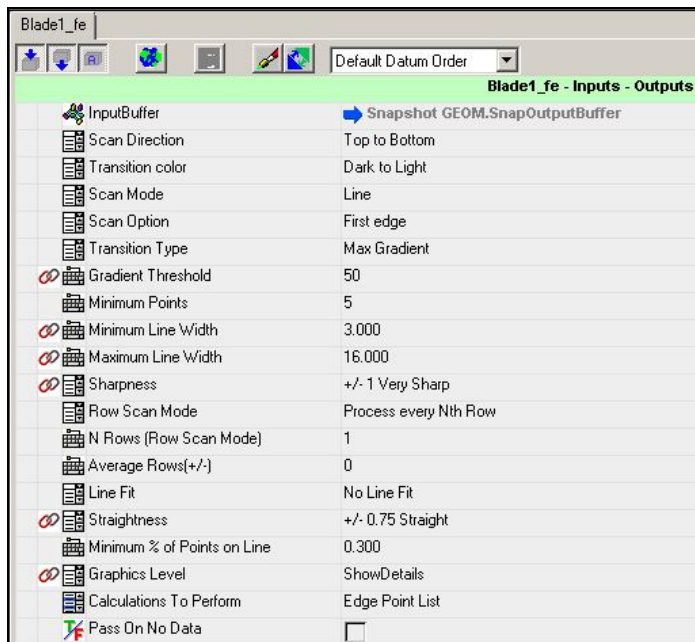 Blade1_fe
A
Default Datum Order
Blade1_fe - Inputs - Outputs
InputBuffer Snapshot GEOM.SnapOutputBuffer
Scan Direction Top to Bottom
Transition color Dark to Light
Scan Mode Line
Scan Option First edge
Transition Type Max Gradient
Gradient Threshold 50
Minimum Points 5
Minimum Line Width 3.000
Maximum Line Width 16.000
Sharpness +/- 1 Very Sharp
Row Scan Mode Process every Nth Row
N Rows (Row Scan Mode) 1
Average Rows(+/-) 0
Line Fit No Line Fit
Straightness +/- 0.75 Straight
Minimum % of Points on Line 0.300
Graphics Level ShowDetails
Calculations To Perform Edge Point List
T/F Pass On No Data